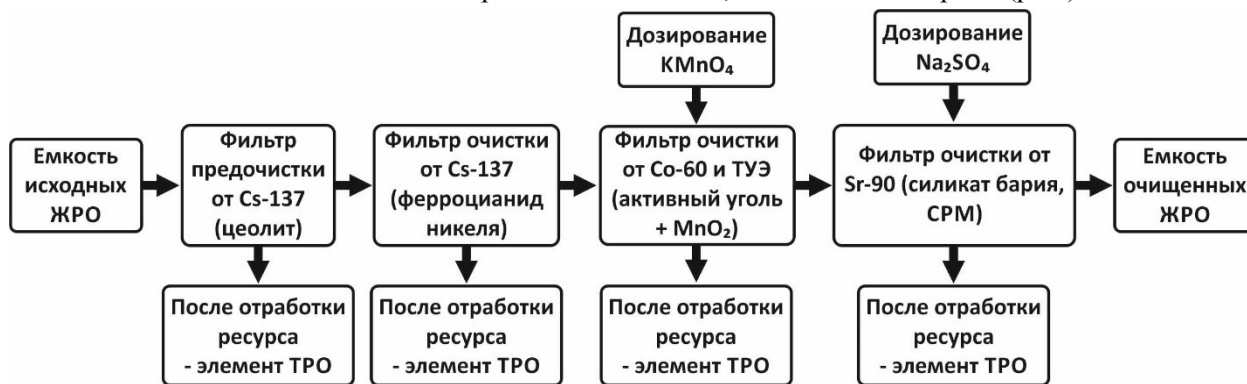 Дозирование
KMnO₄
Дозирование
Na₂SO₄
Емкость
исходных
ЖРО
Фильтр
предочистки
от Cs-137
(цеолит)
Фильтр очистки
от Cs-137
(ферроцианид
никеля)
Фильтр очистки
от Co-60 и ТУЭ
(активный уголь
+ MnO₂)
Фильтр очистки от
Sr-90 (силикат бария,
СРМ)
Емкость
очищенных
ЖРО
После отработки
ресурса
- элемент ТРО
После отработки
ресурса
- элемент ТРО
После отработки
ресурса
- элемент ТРО
После отработки
ресурса
- элемент ТРО